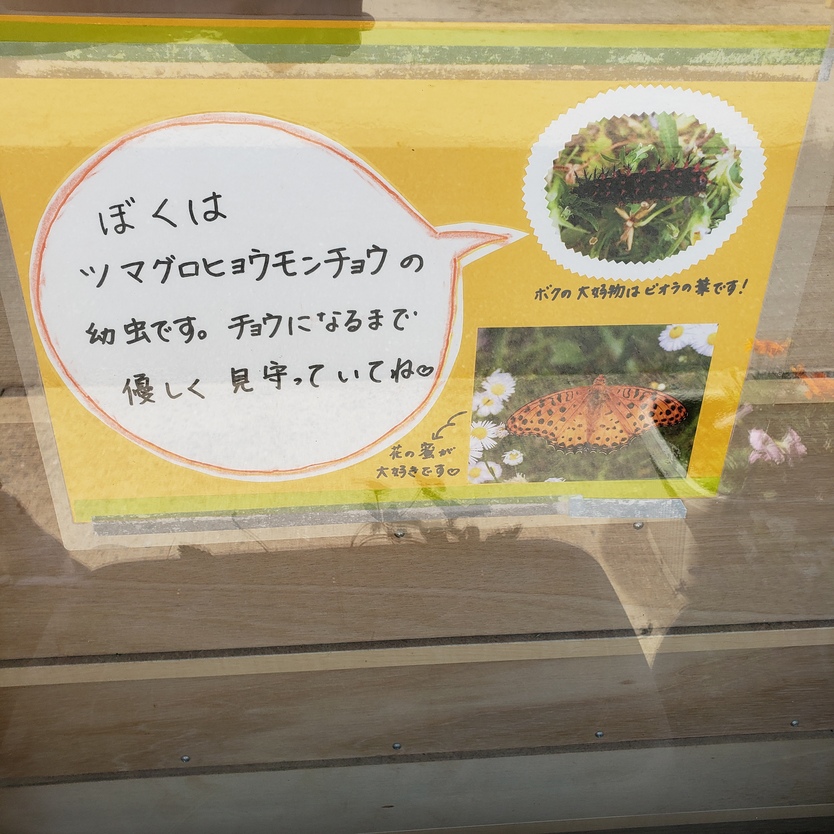 ぼくは
ツマグロヒョウモンチョウの
幼虫です。チョウになるまで
優しく見守っていてね♡
ボクの大好物はビオラの葉です!
花の蜜が
大好きです♡